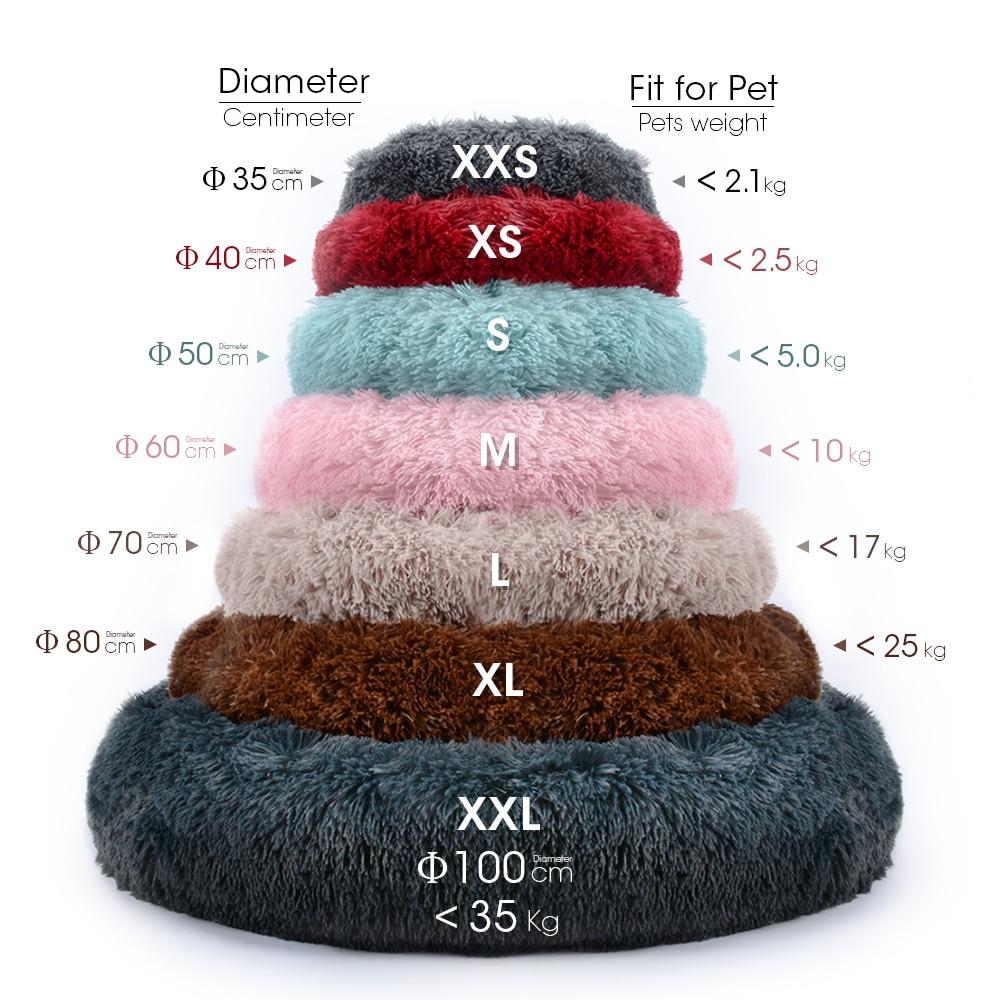 Diameter
Centimeter
Fit for Pet
Pets weight
XXS
Φ 35 Diameter cm
< 2.1 kg
XS
Φ 40 Diameter cm
< 2.5 kg
S
Φ 50 Diameter cm
< 5.0 kg
M
Φ 60 Diameter cm
< 10 kg
L
Φ 70 Diameter cm
< 17 kg
XL
Φ 80 Diameter cm
< 25 kg
XXL
Φ 100 Diameter cm
< 35 Kg